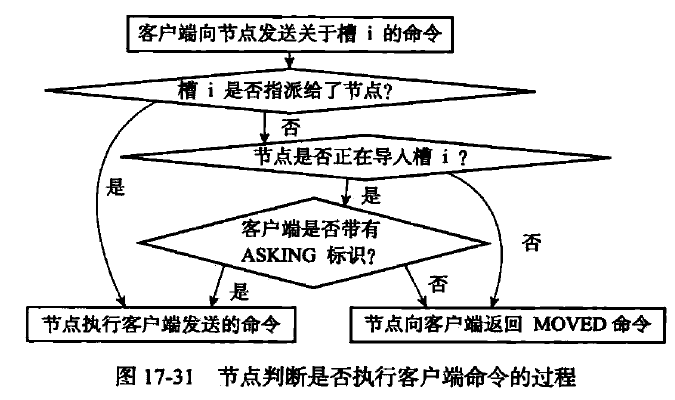 客户端向节点发送关于槽 i 的命令
槽 i 是否指派给了节点?
否
节点是否正在导入槽 i ?
是
是
客户端是否带有
ASKING 标识?
否
是
否
节点执行客户端发送的命令
节点向客户端返回 MOVED 命令
图 17-31 节点判断是否执行客户端命令的过程